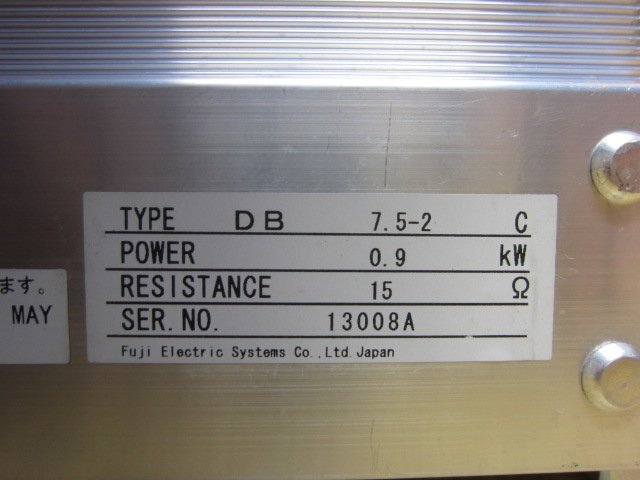 TYPE DB 7.5-2 C
POWER 0.9 kW
RESISTANCE 15 Ω
SER. NO. 13008A
Fuji Electric Systems Co.,Ltd.Japan
ます。
MAY